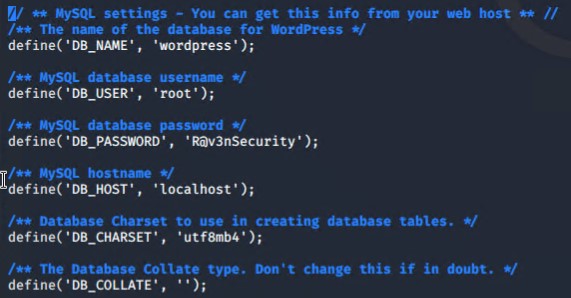 // ** MySQL settings - You can get this info from your web host ** //
/** The name of the database for WordPress */
define('DB_NAME', 'wordpress');
/** MySQL database username */
define('DB_USER', 'root');
/** MySQL database password */
define('DB_PASSWORD', 'R@v3nSecurity');
/** MySQL hostname */
define('DB_HOST', 'localhost');
/** Database Charset to use in creating database tables. */
define('DB_CHARSET', 'utf8mb4');
/** The Database Collate type. Don't change this if in doubt. */
define('DB_COLLATE', '');